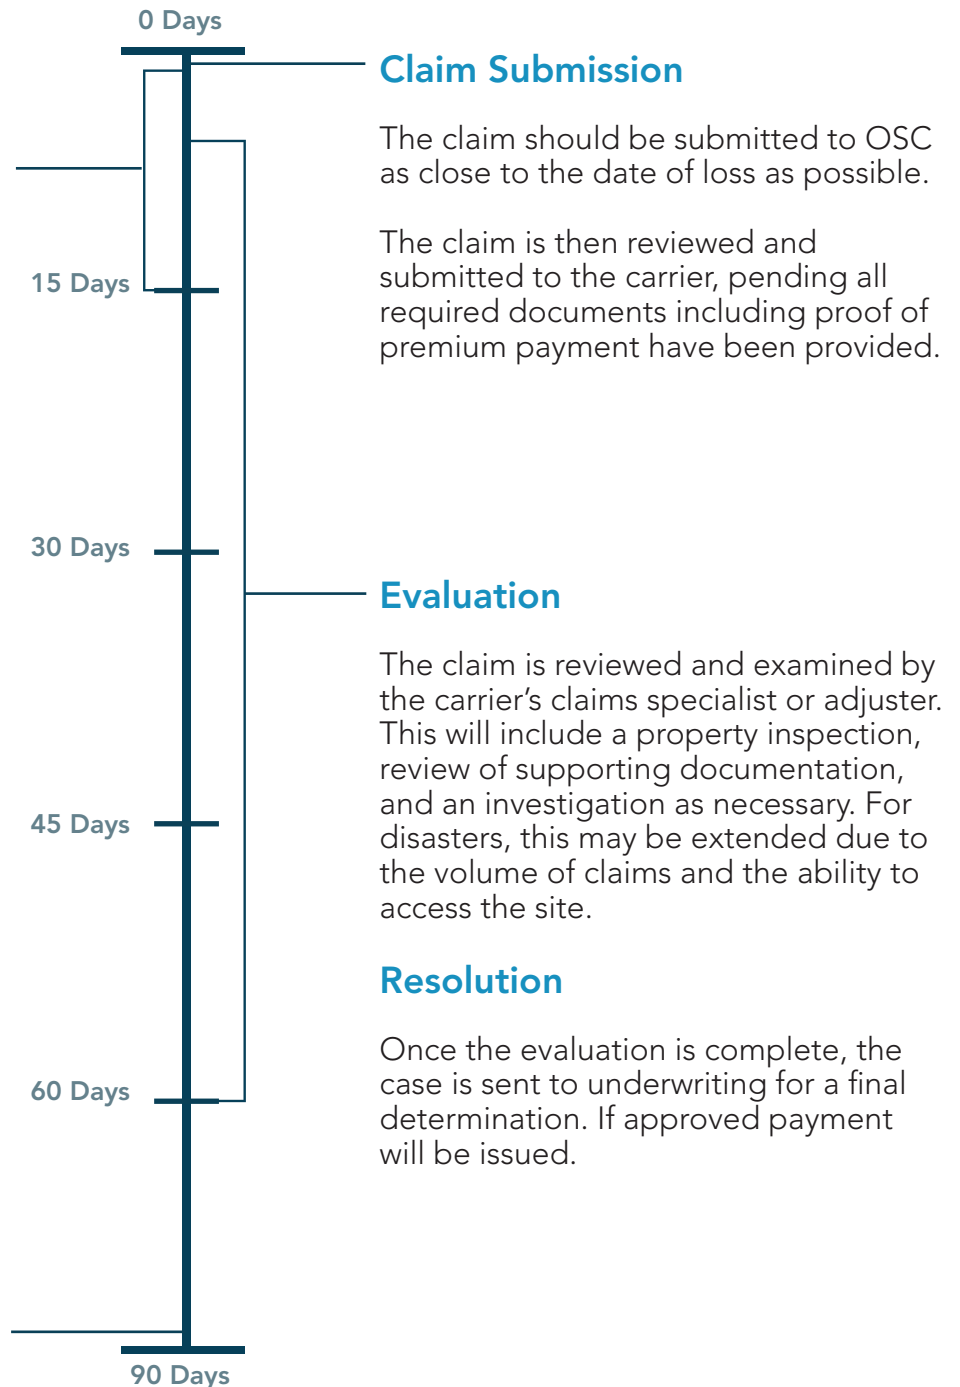 0 Days
Claim Submission
The claim should be submitted to OSC
as close to the date of loss as possible.
The claim is then reviewed and
submitted to the carrier, pending all
required documents including proof of
premium payment have been provided.
15 Days
30 Days
Evaluation
The claim is reviewed and examined by
the carrier’s claims specialist or adjuster.
This will include a property inspection,
review of supporting documentation,
and an investigation as necessary. For
disasters, this may be extended due to
the volume of claims and the ability to
access the site.
45 Days
Resolution
Once the evaluation is complete, the
case is sent to underwriting for a final
determination. If approved payment
will be issued.
60 Days
90 Days